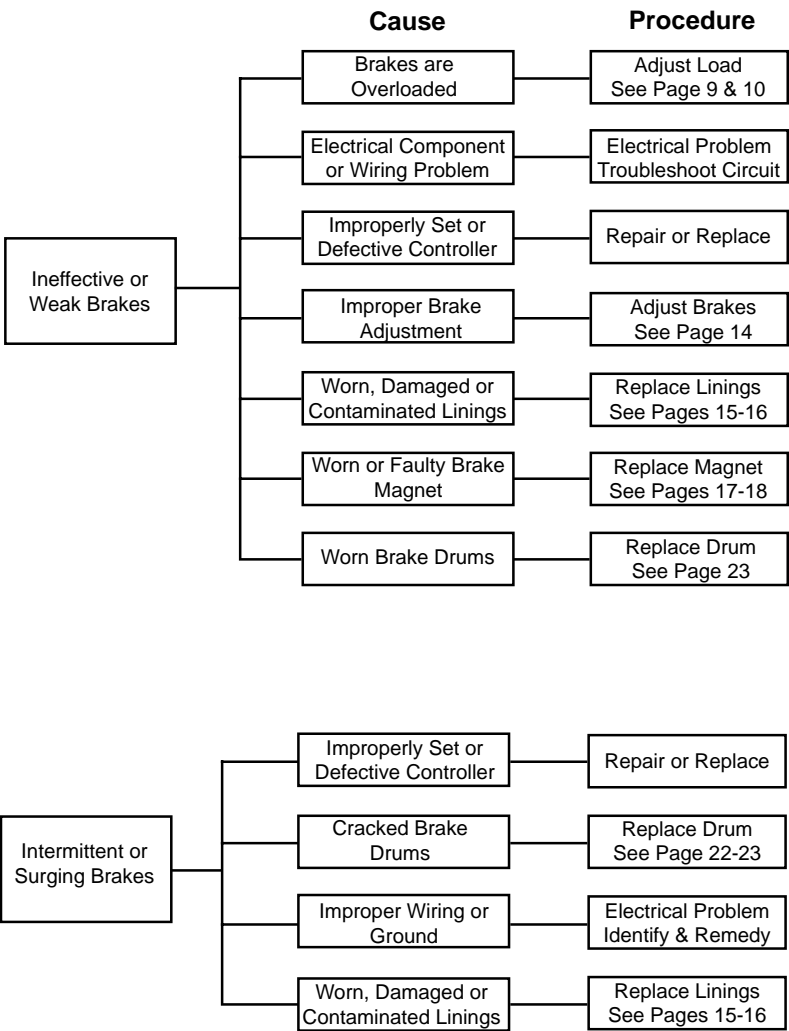 Cause
Procedure
Brakes are
Overloaded
Adjust Load
See Page 9 & 10
Electrical Component
or Wiring Problem
Electrical Problem
Troubleshoot Circuit
Improperly Set or
Defective Controller
Repair or Replace
Ineffective or
Weak Brakes
Improper Brake
Adjustment
Adjust Brakes
See Page 14
Worn, Damaged or
Contaminated Linings
Replace Linings
See Pages 15-16
Worn or Faulty Brake
Magnet
Replace Magnet
See Pages 17-18
Worn Brake Drums
Replace Drum
See Page 23
Improperly Set or
Defective Controller
Repair or Replace
Intermittent or
Surging Brakes
Cracked Brake
Drums
Replace Drum
See Page 22-23
Improper Wiring or
Ground
Electrical Problem
Identify & Remedy
Worn, Damaged or
Contaminated Linings
Replace Linings
See Pages 15-16